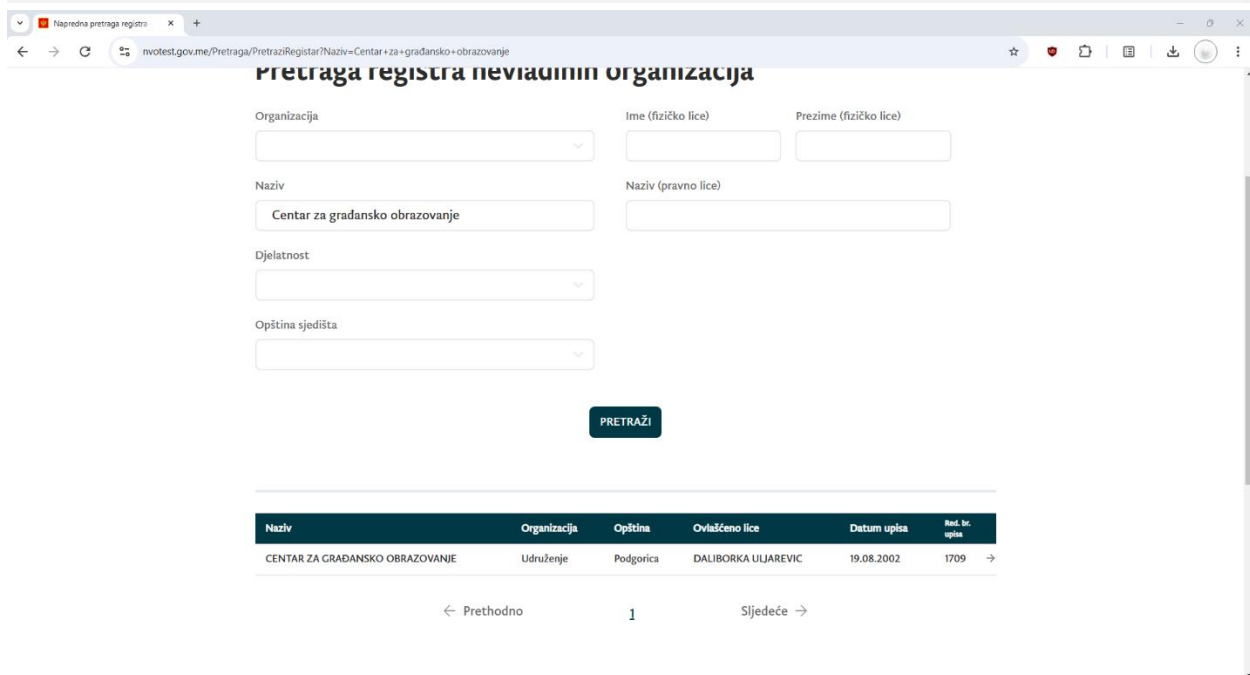 Napredna pretraga registra
nvotest.gov.me/Pretraga/PretraziRegistar?Naziv=Centar+za+građansko+obrazovanje
Pretraga registra nevladinih organizacija
Organizacija
Ime (fizičko lice)
Prezime (fizičko lice)
Naziv
Naziv (pravno lice)
Centar za građansko obrazovanje
Djelatnost
Opština sjedišta
PRETRAŽI
Naziv Organizacija Opština Ovlašćeno lice Datum upisa Red. br. upisa
CENTAR ZA GRAĐANSKO OBRAZOVANJE Udruženje Podgorica DALIBORKA ULJAREVIC 19.08.2002 1709 →
← Prethodno 1 Sljedeće →